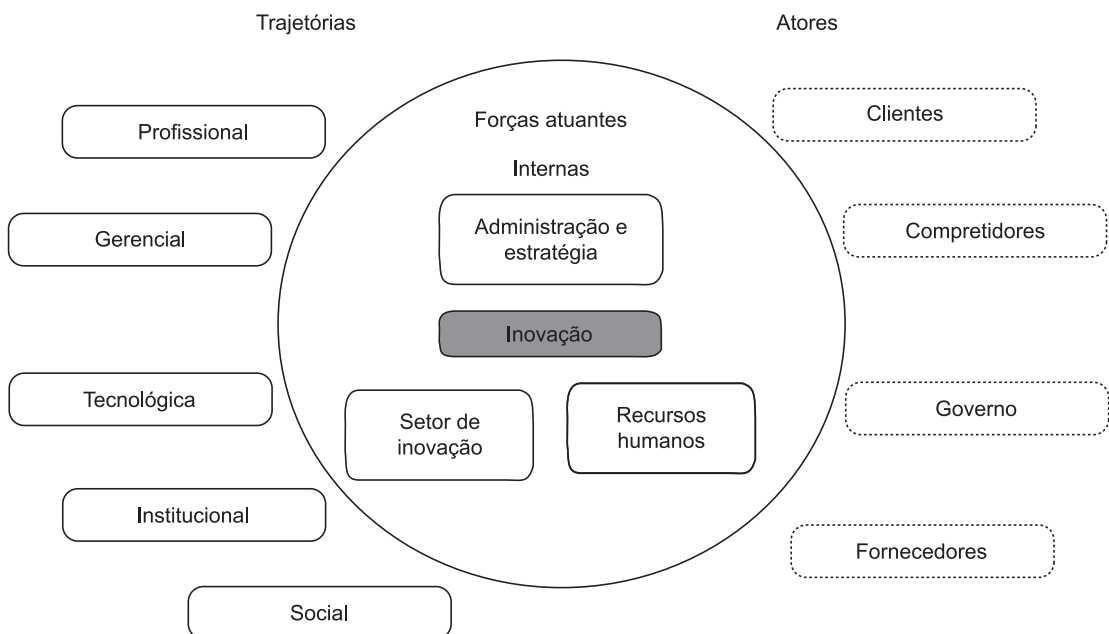 Trajetórias
Atores
Profissional
Gerencial
Tecnológica
Institucional
Social
Forças atuantes
Internas
Administração e
estratégia
Inovação
Setor de
inovação
Recursos
humanos
Clientes
Compretidores
Governo
Fornecedores